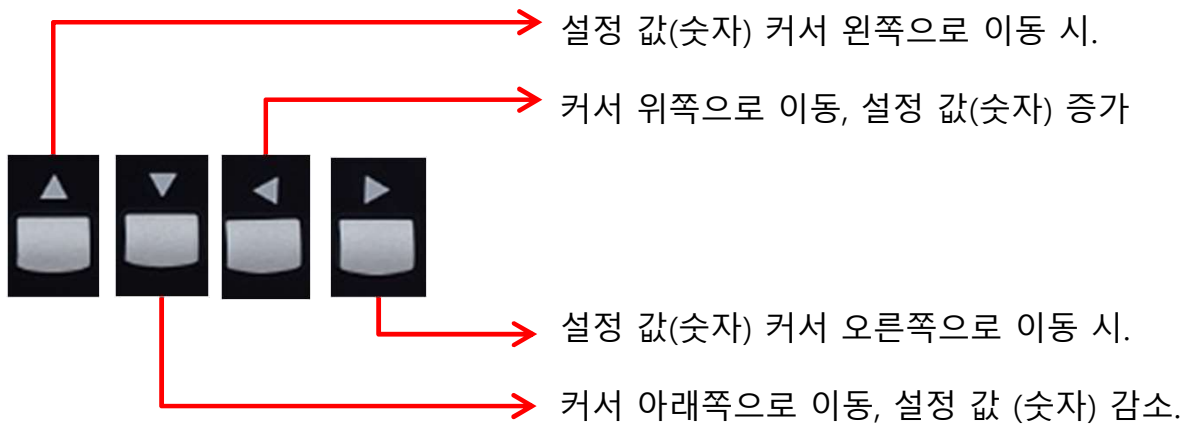 설정 값(숫자) 커서 왼쪽으로 이동 시.
커서 위쪽으로 이동, 설정 값(숫자) 증가
설정 값(숫자) 커서 오른쪽으로 이동 시.
커서 아래쪽으로 이동, 설정 값 (숫자) 감소.